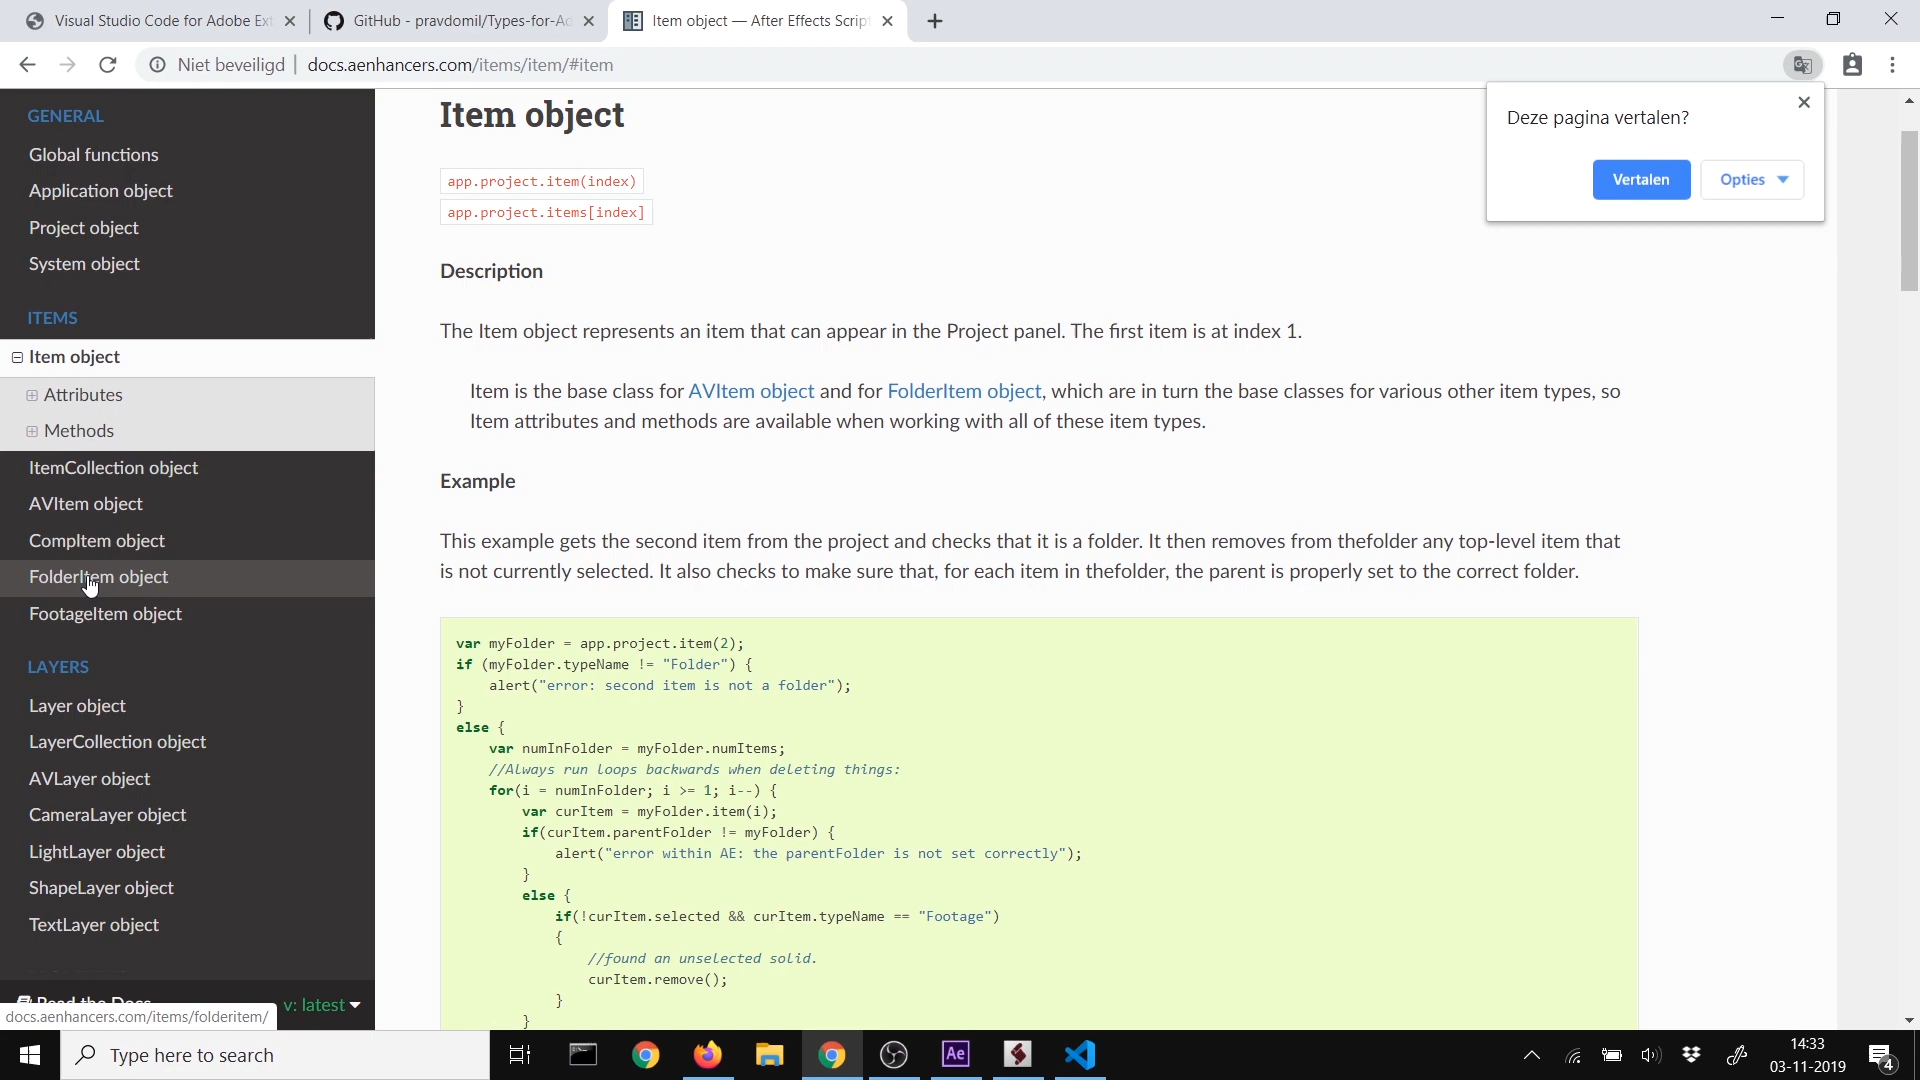 Visual Studio Code for Adobe Ext
GitHub - pravdomil/Types-for-Ad
Item object — After Effects Scrip
Niet beveiligd
docs.aenhancers.com/items/item/#item
Deze pagina vertalen?
Vertalen
Opties
GENERAL
Global functions
Application object
Project object
System object
ITEMS
Item object
Attributes
Methods
ItemCollection object
AVItem object
CompItem object
FolderItem object
FootageItem object
LAYERS
Layer object
LayerCollection object
AVLayer object
CameraLayer object
LightLayer object
ShapeLayer object
TextLayer object
Read the Docs
v: latest
docs.aenhancers.com/items/folderitem/
Item object
app.project.item(index)
app.project.items[index]
Description
The Item object represents an item that can appear in the Project panel. The first item is at index 1.
Item is the base class for AVItem object and for FolderItem object, which are in turn the base classes for various other item types, so
Item attributes and methods are available when working with all of these item types.
Example
This example gets the second item from the project and checks that it is a folder. It then removes from thefolder any top-level item that
is not currently selected. It also checks to make sure that, for each item in thefolder, the parent is properly set to the correct folder.
var myFolder = app.project.item(2);
if (myFolder.typeName != "Folder") {
alert("error: second item is not a folder");
}
else {
var numInFolder = myFolder.numItems;
//Always run loops backwards when deleting things:
for(i = numInFolder; i >= 1; i--) {
var curItem = myFolder.item(i);
if(curItem.parentFolder != myFolder) {
alert("error within AE: the parentFolder is not set correctly");
}
else {
if(!curItem.selected && curItem.typeName == "Footage")
{
//found an unselected solid.
curItem.remove();
}
}
Type here to search
Ae
14:33
03-11-2019
4